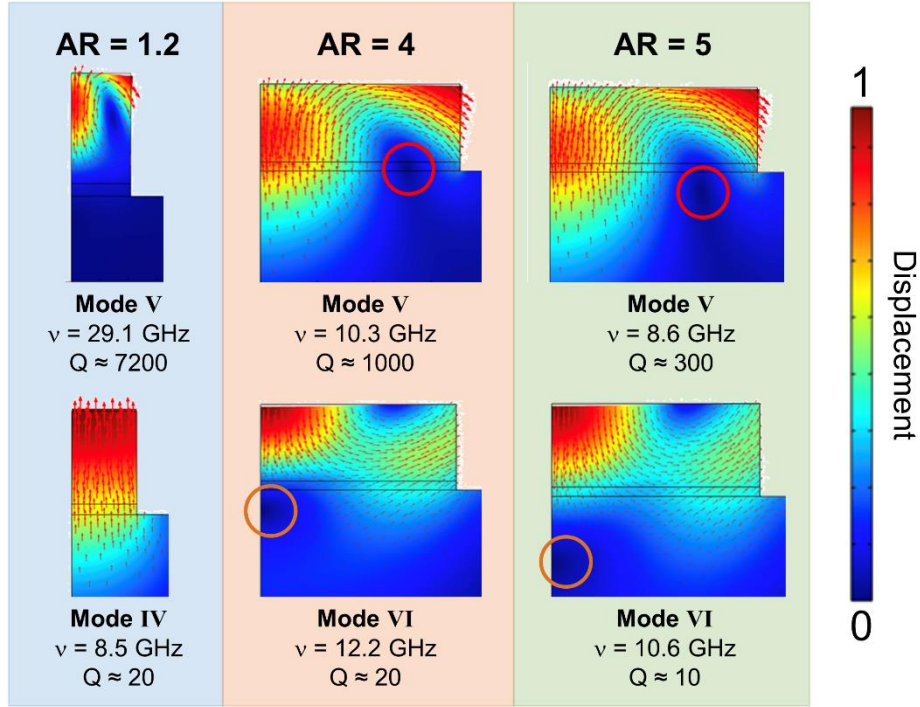 AR = 1.2
AR = 4
AR = 5
Mode V
ν = 29.1 GHz
Q ≈ 7200
Mode V
ν = 10.3 GHz
Q ≈ 1000
Mode V
ν = 8.6 GHz
Q ≈ 300
Mode IV
ν = 8.5 GHz
Q ≈ 20
Mode VI
ν = 12.2 GHz
Q ≈ 20
Mode VI
ν = 10.6 GHz
Q ≈ 10
1
Displacement
0